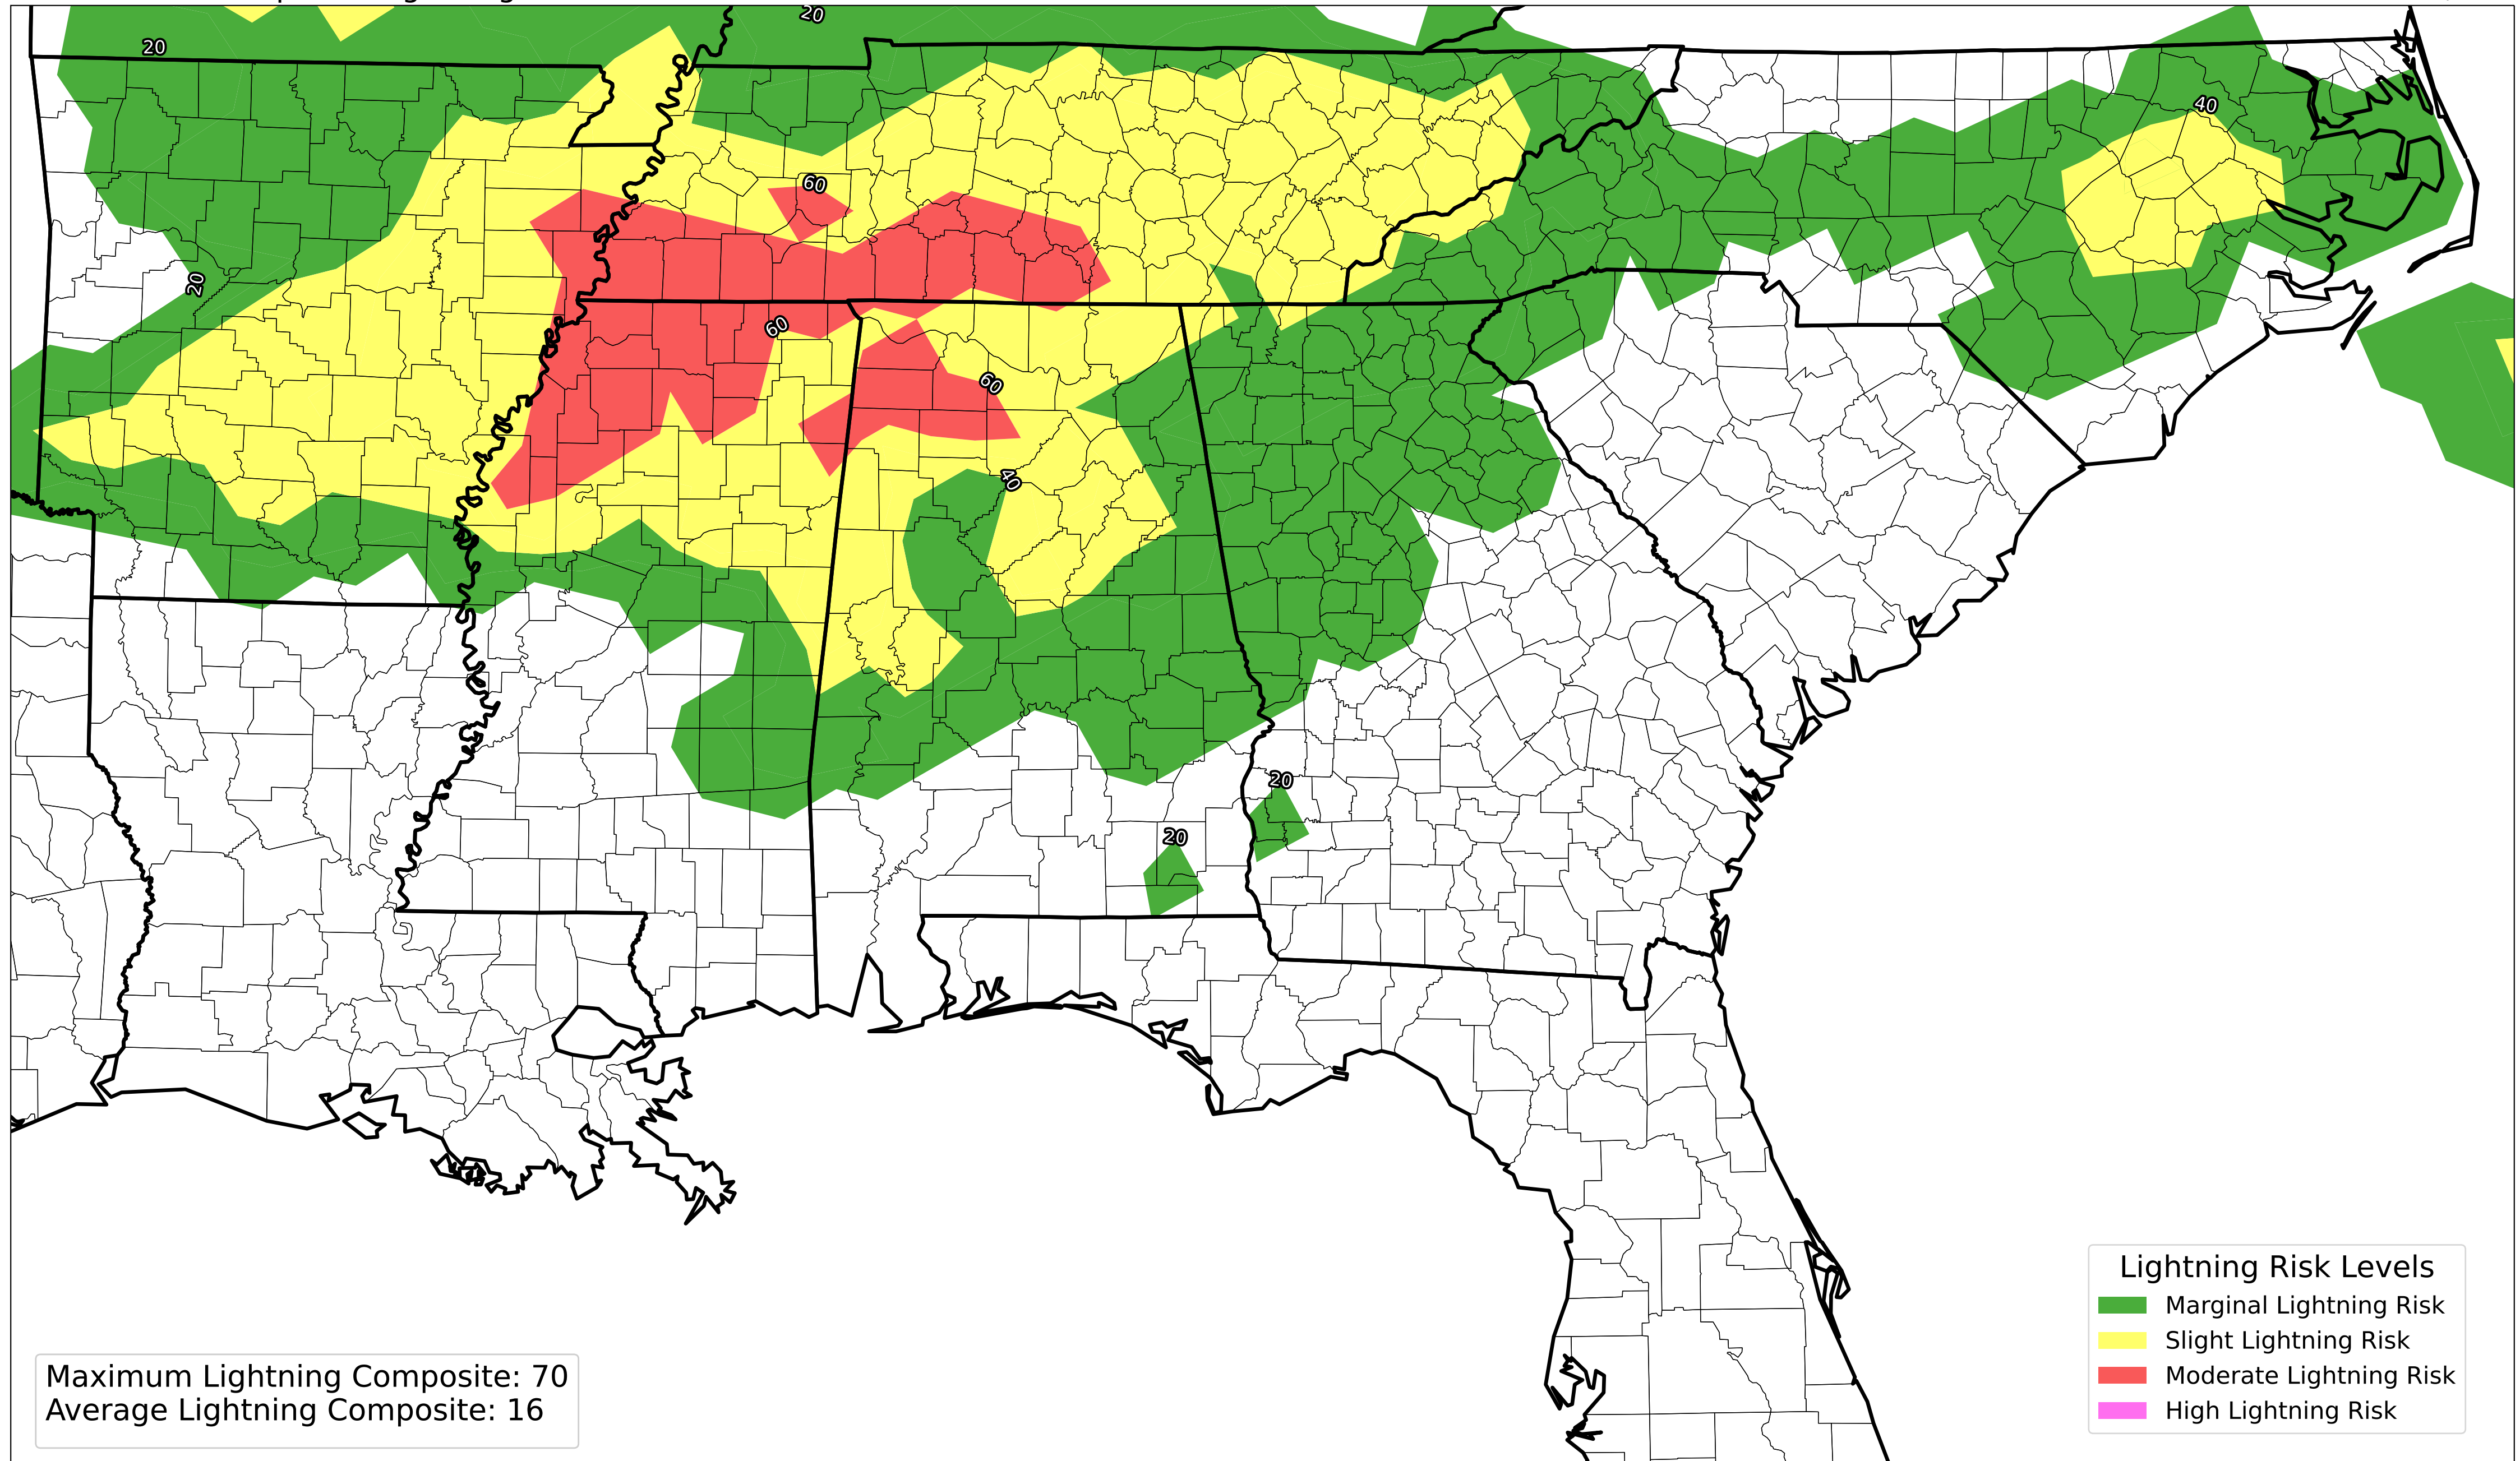 20
20
40
60
20
60
60
40
20
20
Lightning Risk Levels
Marginal Lightning Risk
Slight Lightning Risk
Moderate Lightning Risk
High Lightning Risk
Maximum Lightning Composite: 70
Average Lightning Composite: 16